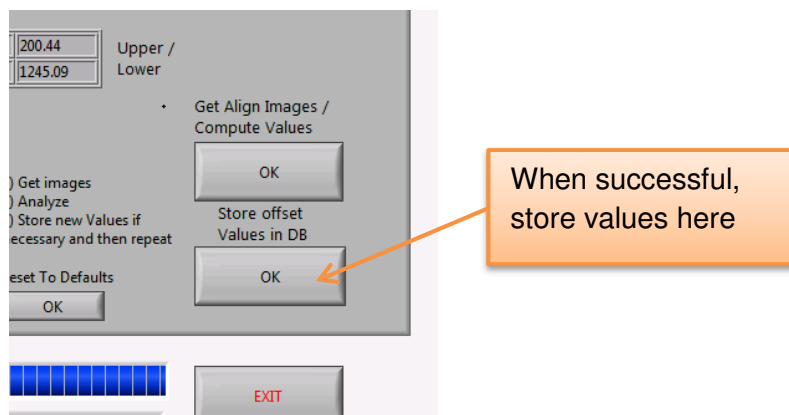 200.44
1245.09
Upper /
Lower
Get Align Images /
Compute Values
OK
) Get images
) Analyze
) Store new Values if
ecessary and then repeat
Store offset
Values in DB
OK
eset To Defaults
OK
EXIT
When successful,
store values here